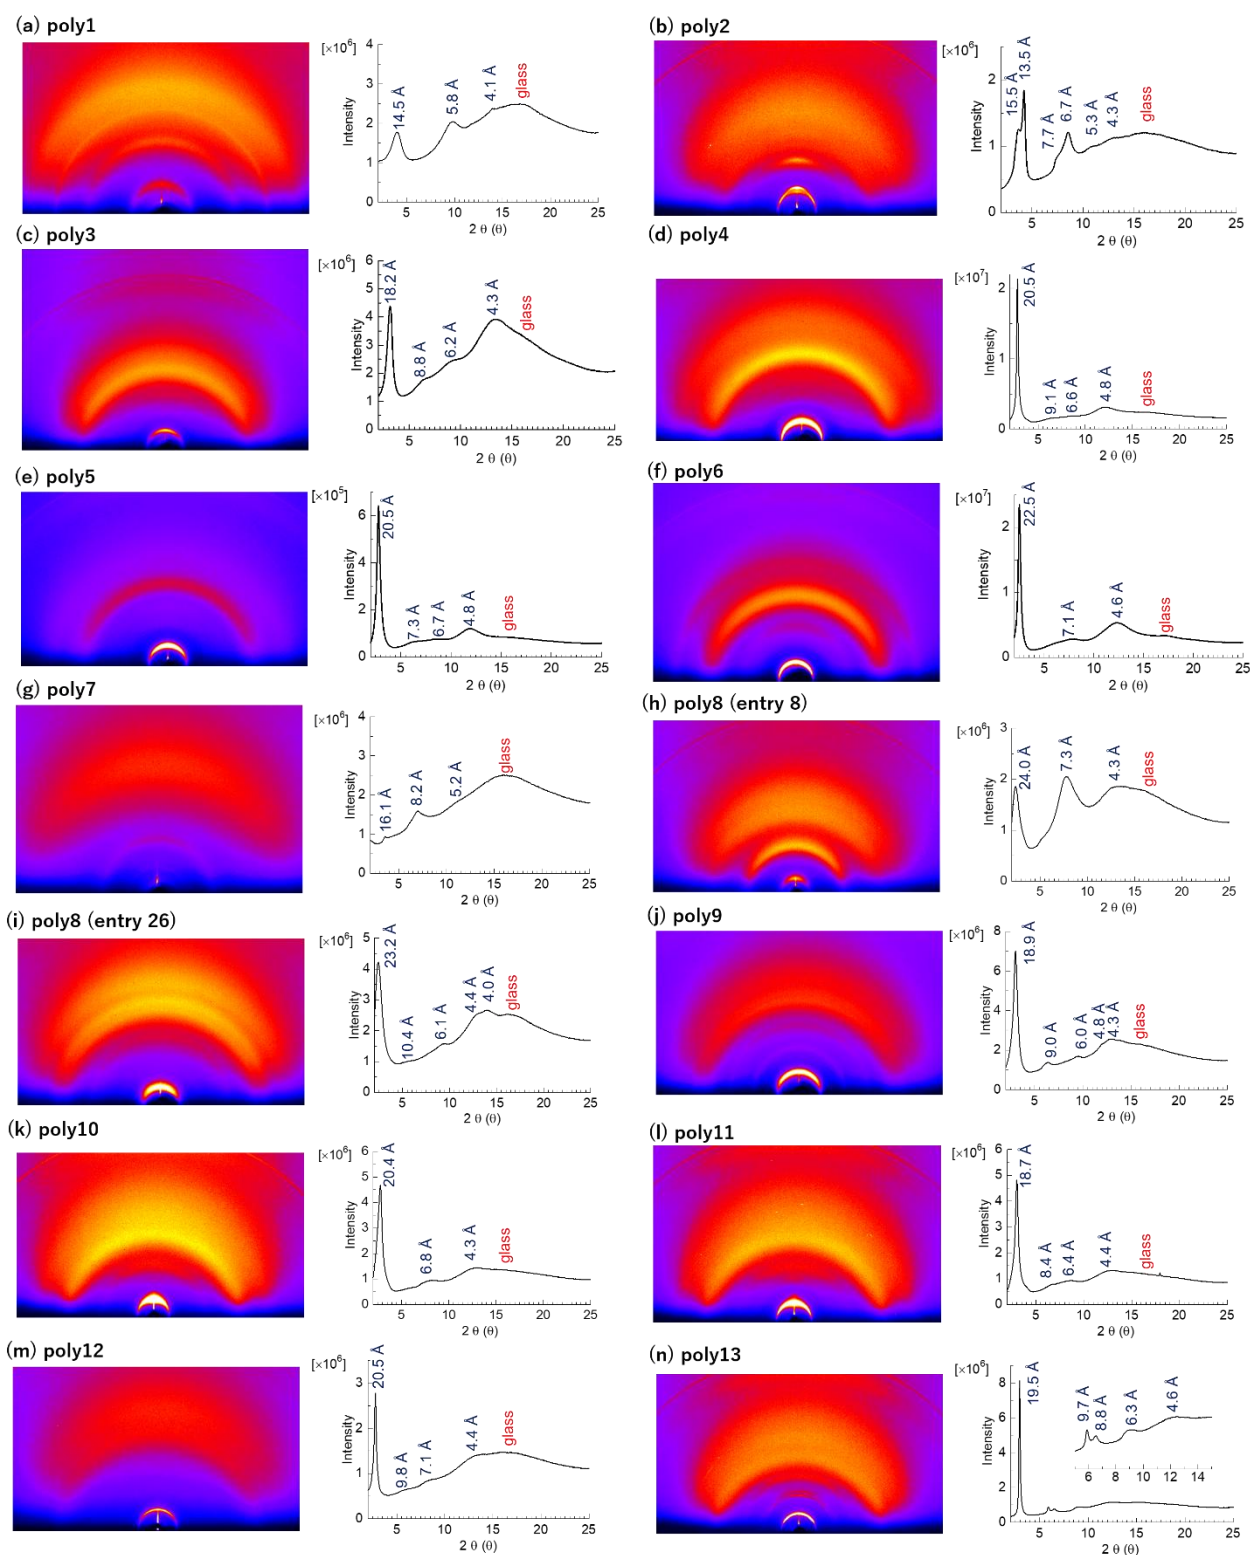 (a) poly1
[×10⁶]
4
3
2
1
0
Intensity
14.5 Å
5.8 Å
4.1 Å
glass
5 10 15 20 25
2 θ (θ)
(b) poly2
[×10⁶]
2
1
0
Intensity
15.5 Å
13.5 Å
7.7 Å
6.7 Å
5.3 Å
4.3 Å
glass
5 10 15 20 25
2 θ (θ)
(c) poly3
[×10⁶]
6
5
4
3
2
1
0
Intensity
18.2 Å
8.8 Å
6.2 Å
4.3 Å
glass
5 10 15 20 25
2 θ (θ)
(d) poly4
[×10⁷]
2
1
0
Intensity
20.5 Å
9.1 Å
6.6 Å
4.8 Å
glass
5 10 15 20 25
2 θ (θ)
(e) poly5
[×10⁵]
6
4
2
0
Intensity
20.5 Å
7.3 Å
6.7 Å
4.8 Å
glass
5 10 15 20 25
2 θ (θ)
(f) poly6
[×10⁷]
2
1
0
Intensity
22.5 Å
7.1 Å
4.6 Å
glass
5 10 15 20 25
2 θ (θ)
(g) poly7
[×10⁶]
4
3
2
1
0
Intensity
16.1 Å
8.2 Å
5.2 Å
glass
5 10 15 20 25
2 θ (θ)
(h) poly8 (entry 8)
[×10⁶]
3
2
1
0
Intensity
24.0 Å
7.3 Å
4.3 Å
glass
5 10 15 20 25
2 θ (θ)
(i) poly8 (entry 26)
[×10⁶]
5
4
3
2
1
0
Intensity
23.2 Å
10.4 Å
6.1 Å
4.4 Å
4.0 Å
glass
5 10 15 20 25
2 θ (θ)
(j) poly9
[×10⁶]
8
6
4
2
0
Intensity
18.9 Å
9.0 Å
6.0 Å
4.8 Å
4.3 Å
glass
5 10 15 20 25
2 θ (θ)
(k) poly10
[×10⁶]
6
5
4
3
2
1
0
Intensity
20.4 Å
6.8 Å
4.3 Å
glass
5 10 15 20 25
2 θ (θ)
(l) poly11
[×10⁶]
6
5
4
3
2
1
0
Intensity
18.7 Å
8.4 Å
6.4 Å
4.4 Å
glass
5 10 15 20 25
2 θ (θ)
(m) poly12
[×10⁶]
3
2
1
0
Intensity
20.5 Å
9.8 Å
7.1 Å
4.4 Å
glass
5 10 15 20 25
2 θ (θ)
(n) poly13
[×10⁶]
8
6
4
2
0
Intensity
19.5 Å
9.7 Å
8.8 Å
6.3 Å
4.6 Å
6 8 10 12 14
5 10 15 20 25
2 θ (θ)